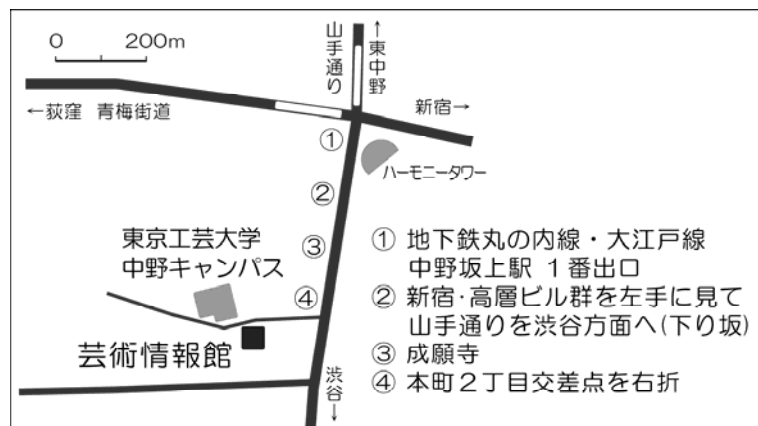 0 200m
山手通り
↑東中野
←荻窪 青梅街道
新宿→
①
ハーモニータワー
②
東京工芸大学
中野キャンパス
③
④
芸術情報館
渋谷→
① 地下鉄丸の内線・大江戸線
中野坂上駅 1番出口
② 新宿・高層ビル群を左手に見て
山手通りを渋谷方面へ(下り坂)
③ 成願寺
④ 本町2丁目交差点を右折